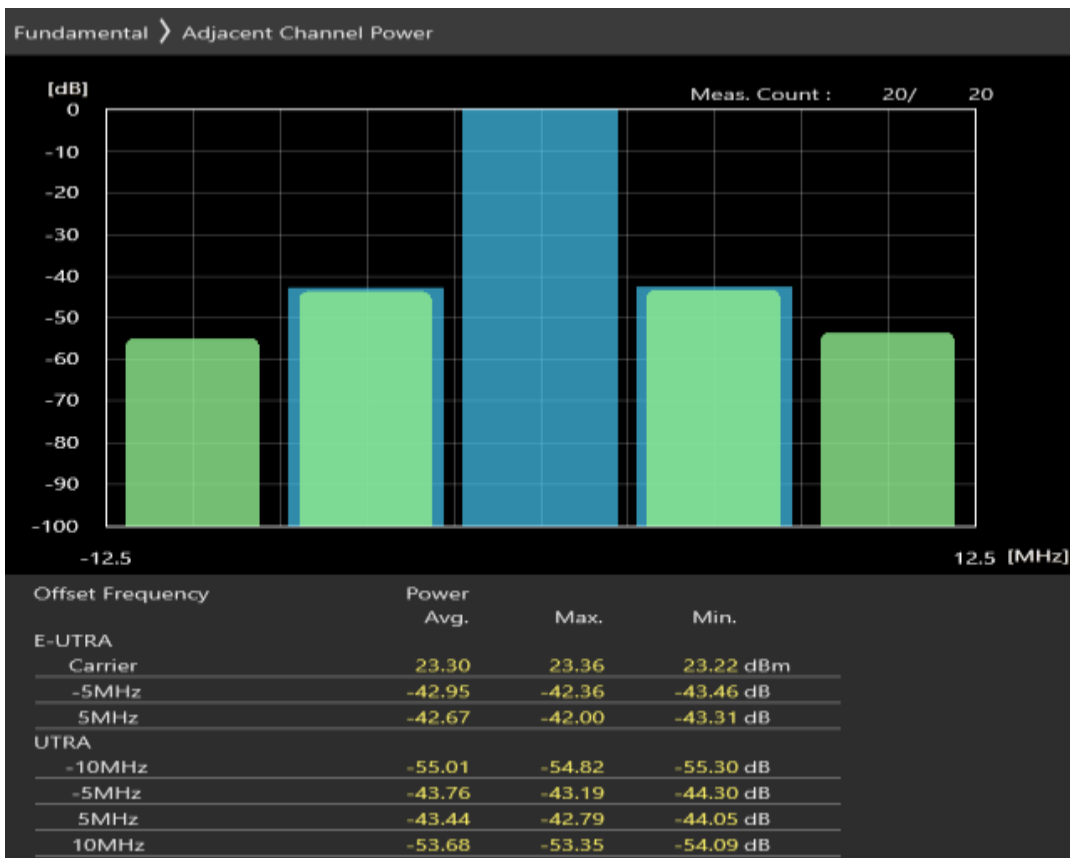 Fundamental ❯ Adjacent Channel Power
[dB]
Meas. Count : 20/ 20
0
-10
-20
-30
-40
-50
-60
-70
-80
-90
-100
-12.5 12.5 [MHz]
Offset Frequency Power
Avg. Max. Min.
E-UTRA
Carrier 23.30 23.36 23.22 dBm
-5MHz -42.95 -42.36 -43.46 dB
5MHz -42.67 -42.00 -43.31 dB
UTRA
-10MHz -55.01 -54.82 -55.30 dB
-5MHz -43.76 -43.19 -44.30 dB
5MHz -43.44 -42.79 -44.05 dB
10MHz -53.68 -53.35 -54.09 dB